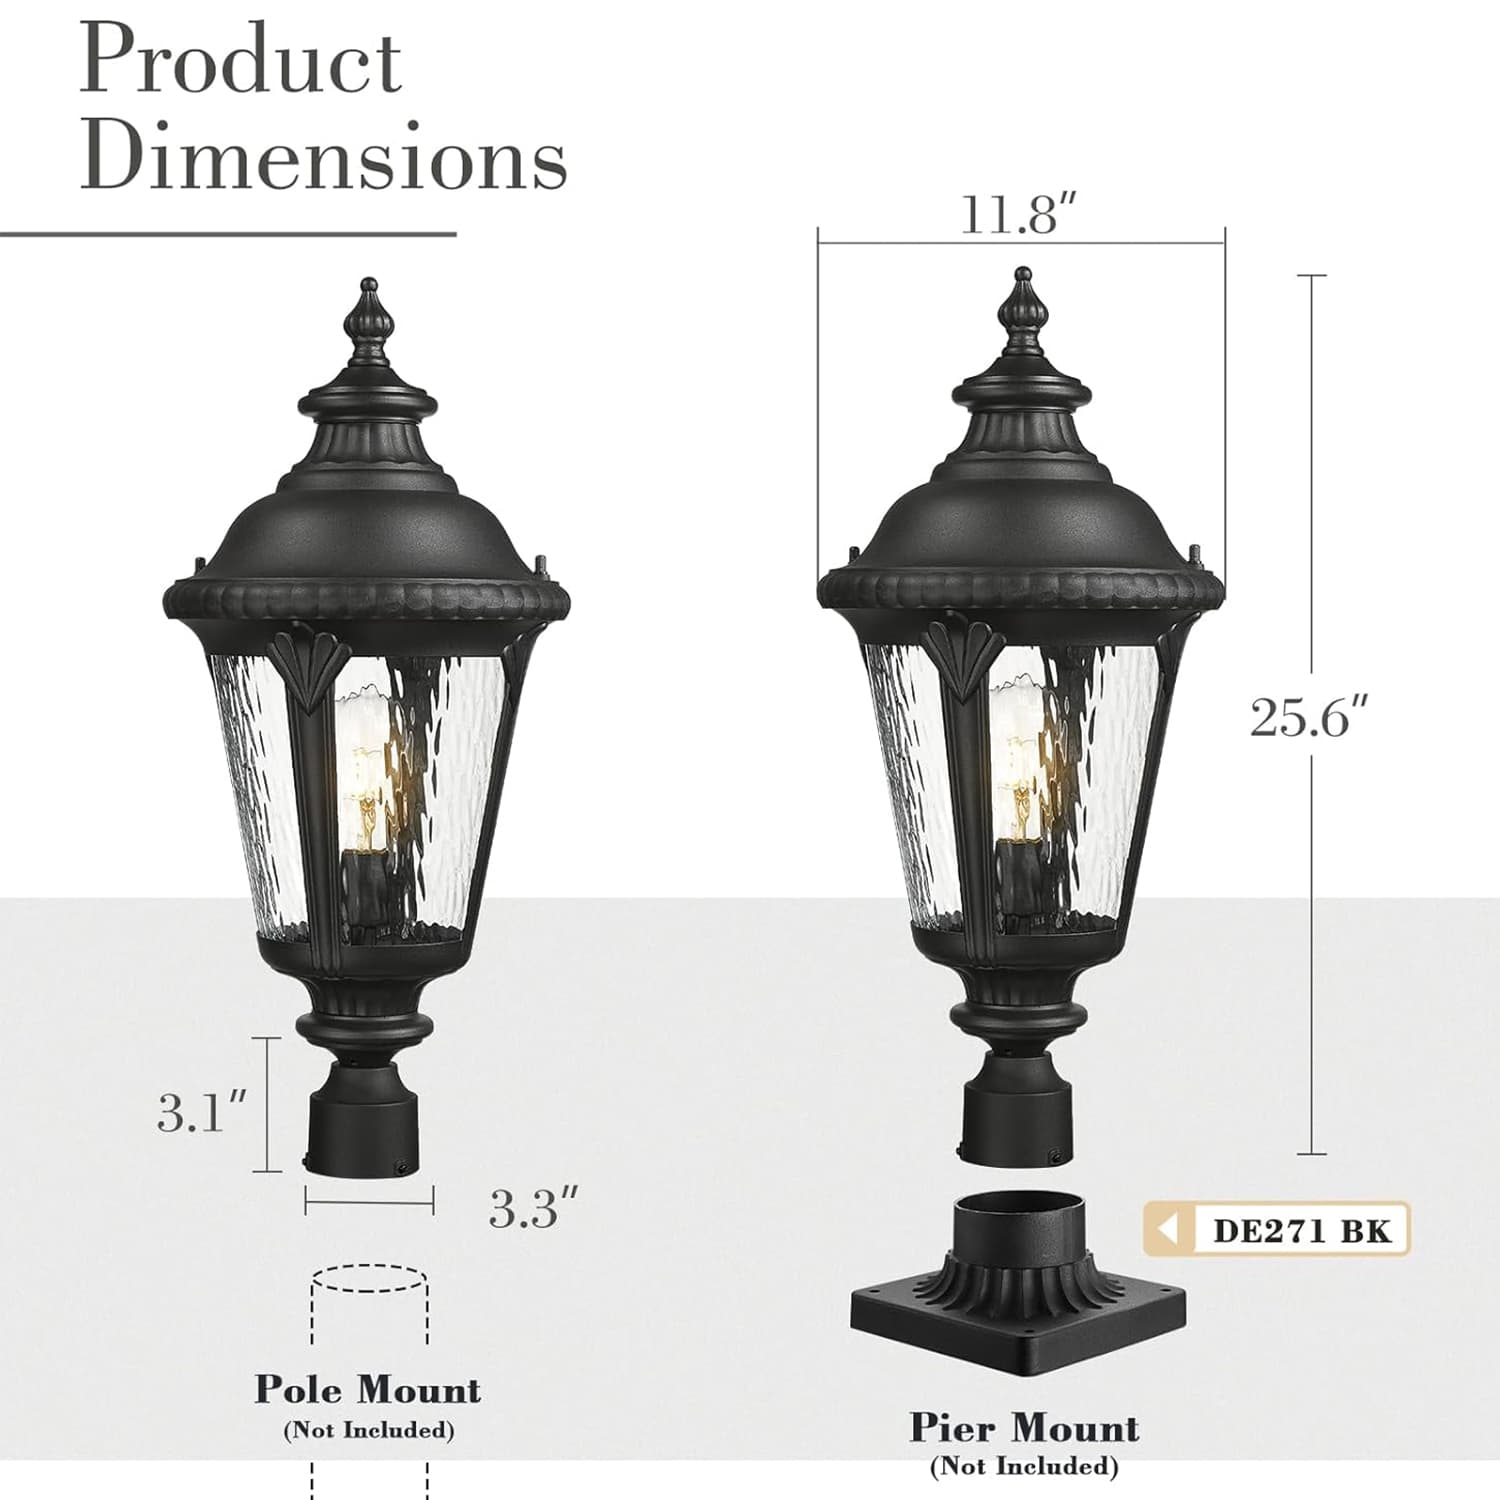 Product
Dimensions
11.8″
25.6″
3.1″
3.3″
DE271 BK
Pole Mount
(Not Included)
Pier Mount
(Not Included)